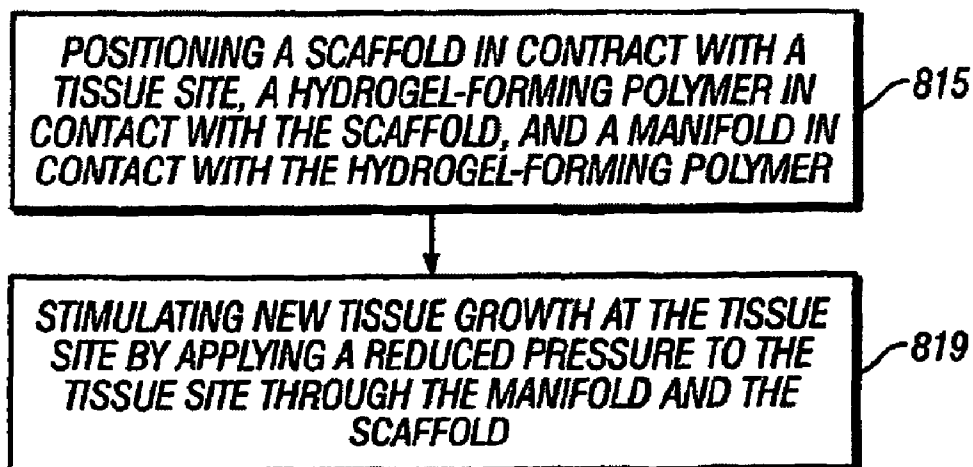 POSITIONING A SCAFFOLD IN CONTRACT WITH A
TISSUE SITE, A HYDROGEL-FORMING POLYMER IN
CONTACT WITH THE SCAFFOLD, AND A MANIFOLD IN
CONTACT WITH THE HYDROGEL-FORMING POLYMER
815
STIMULATING NEW TISSUE GROWTH AT THE TISSUE
SITE BY APPLYING A REDUCED PRESSURE TO THE
TISSUE SITE THROUGH THE MANIFOLD AND THE
SCAFFOLD
819